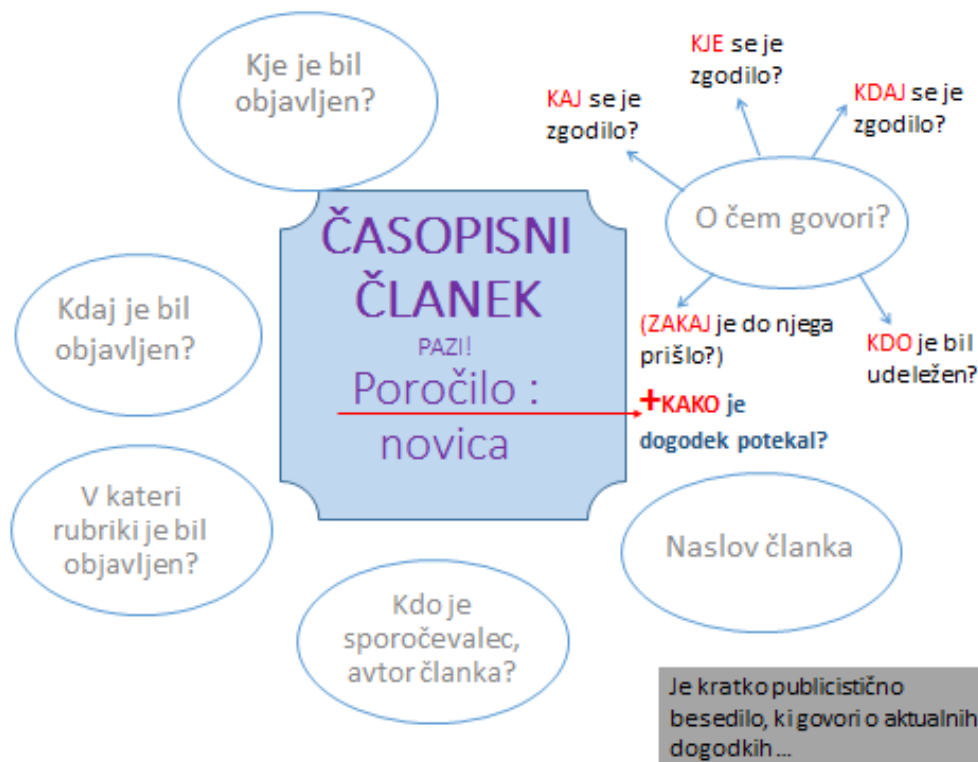 Kje je bil
objavljen?
KAJ se je
zgodilo?
KJE se je
zgodilo?
KDAJ se je
zgodilo?
O čem govori?
(ZAKAJ je do njega
prišlo?)
KDO je bil
udeležen?
+KAKO je
dogodek potekal?
ČASOPISNI
ČLANEK
PAZI!
Poročilo :
novica
Kdaj je bil
objavljen?
V kateri
rubriki je bil
objavljen?
Kdo je
sporočevalec,
avtor članka?
Naslov članka
Je kratko publicistično
besedilo, ki govori o aktualnih
dogodkih ...